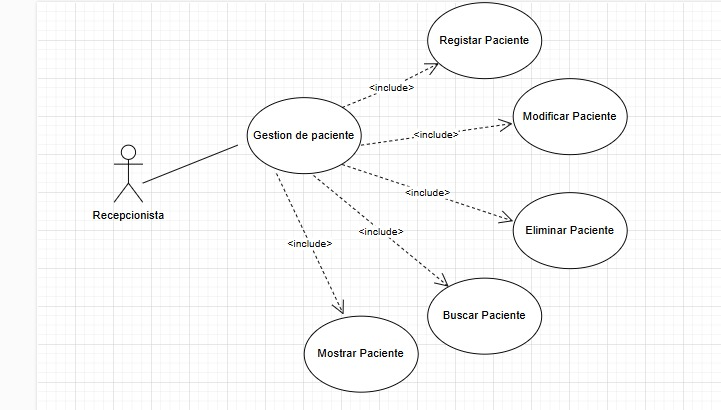 Registar Paciente
<include>
Modificar Paciente
<include>
Gestion de paciente
<include>
Recepcionista
Eliminar Paciente
<include>
<include>
Buscar Paciente
Mostrar Paciente